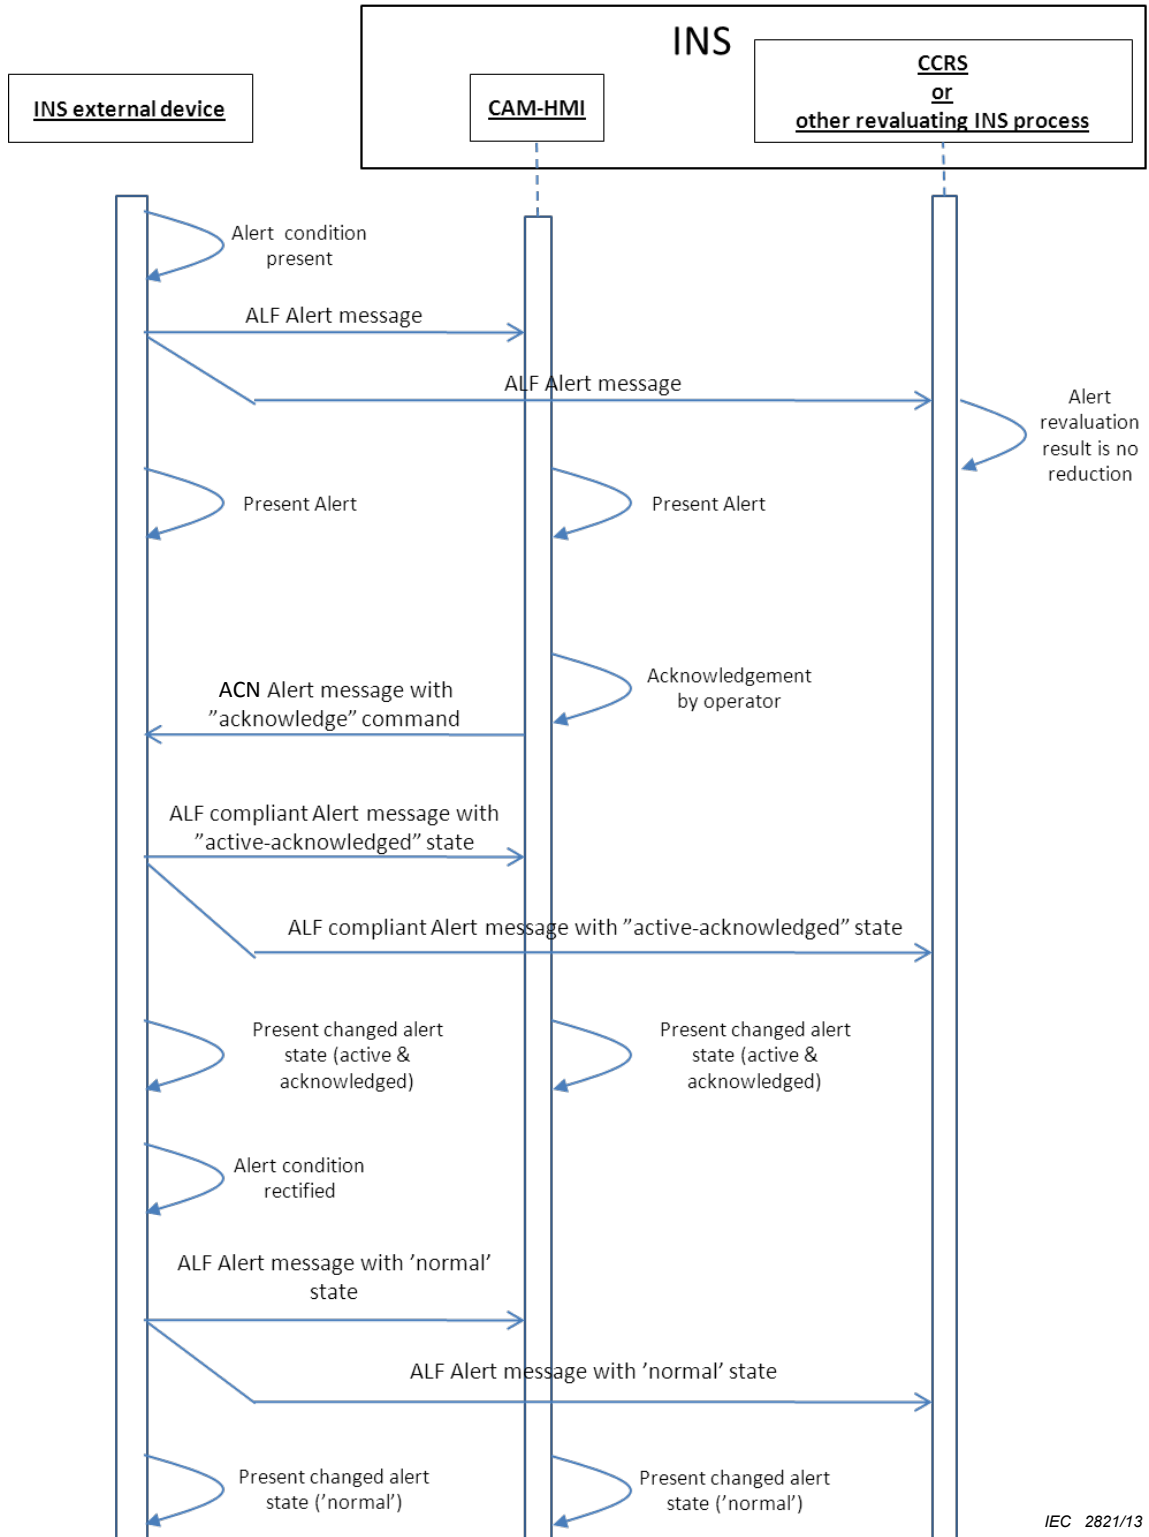 INS
INS external device
CAM-HMI
CCRS
or
other revaluating INS process
Alert condition
present
ALF Alert message
ALF Alert message
Alert
revaluation
result is no
reduction
Present Alert
Present Alert
Acknowledgement
by operator
ACN Alert message with
”acknowledge” command
ALF compliant Alert message with
”active-acknowledged” state
ALF compliant Alert message with ”active-acknowledged” state
Present changed alert
state (active &
acknowledged)
Present changed alert
state (active &
acknowledged)
Alert condition
rectified
ALF Alert message with ’normal’
state
ALF Alert message with ’normal’ state
Present changed alert
state (’normal’)
Present changed alert
state (’normal’)
IEC 2821/13